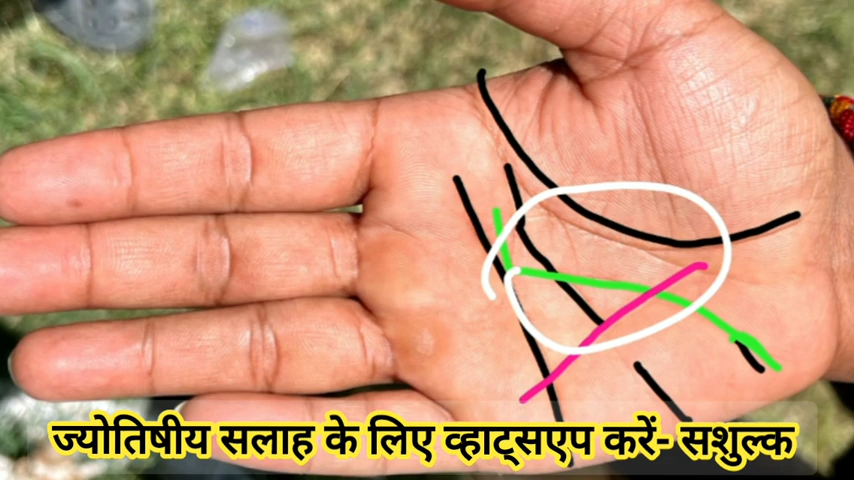 ज्योतिषीय सलाह के लिए व्हाट्सएप करें- सशुल्क